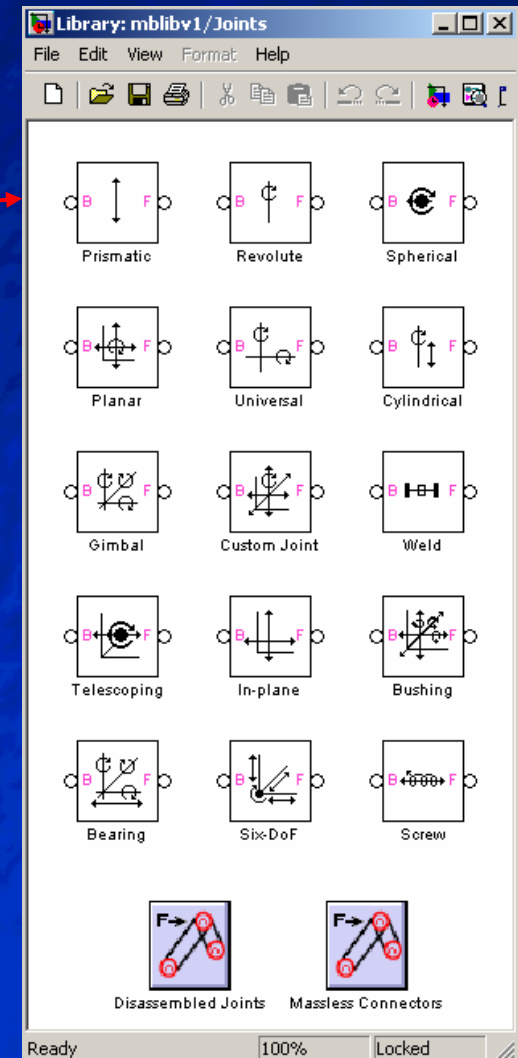 Library: mblibv1/Joints
File Edit View Format Help
B F B F B F
Prismatic Revolute Spherical
B F B F B F
Planar Universal Cylindrical
B F B F B F
Gimbal Custom Joint Weld
B F B F B F
Telescoping In-plane Bushing
B F B F B F
Bearing Six-DoF Screw
F F
Disassembled Joints Massless Connectors
Ready 100% Locked